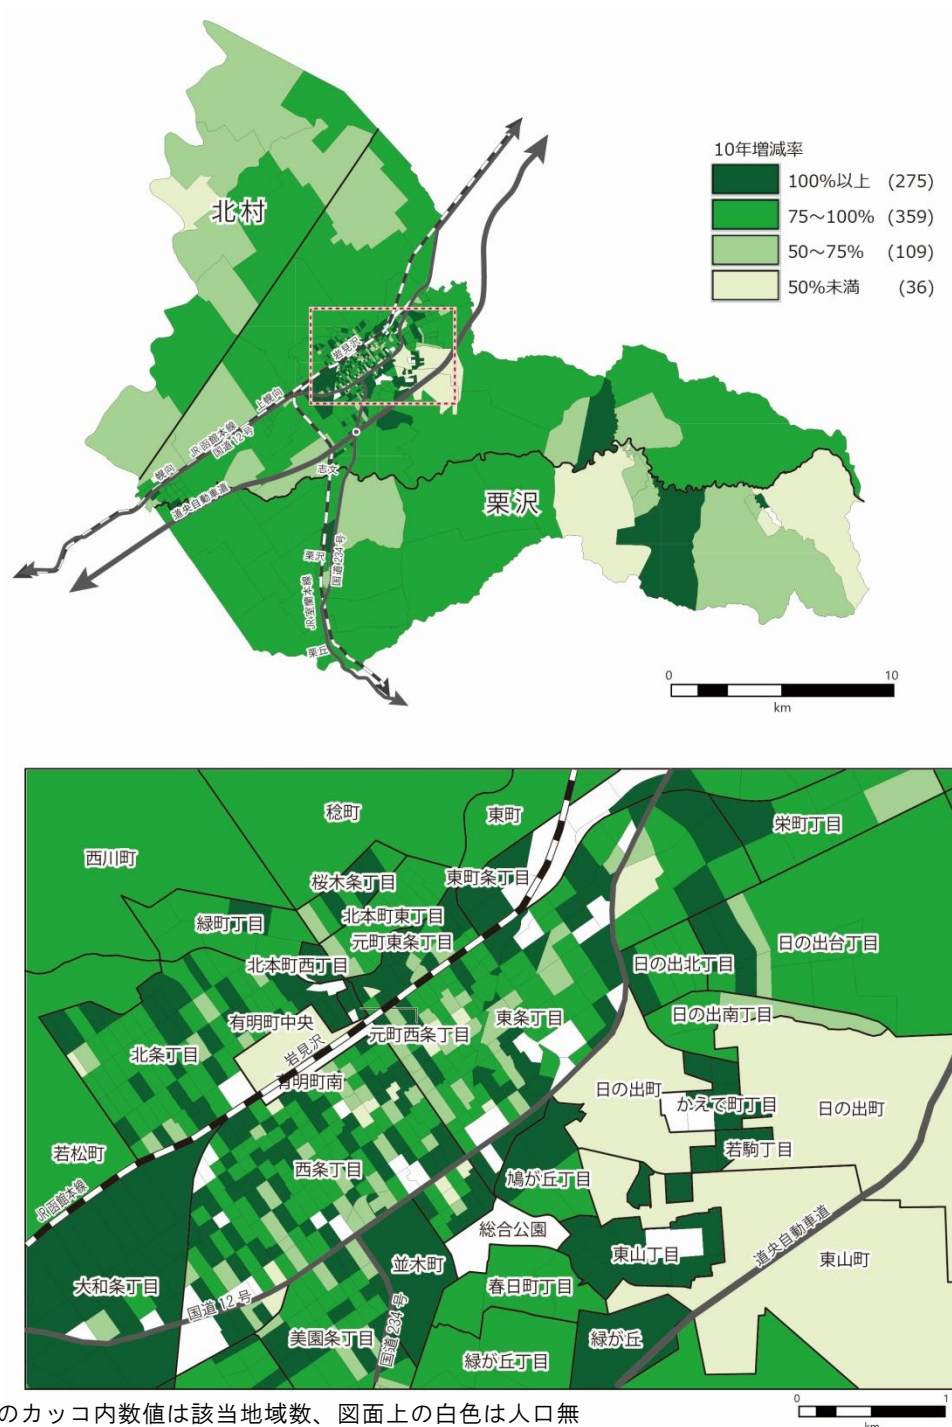 10年増減率
100%以上 (275)
75～100% (359)
50～75% (109)
50%未満 (36)
北村
岩見沢
上幌向
JR函館本線
国道12号
幌向
道央自動車道
志文
栗沢
栗沢
国道234号
JR室蘭本線
栗丘
0 10
km
稔町
東町
栄町丁目
西川町
桜木条丁目
東町条丁目
緑町丁目
北本町東丁目
元町東条丁目
日の出台丁目
北本町西丁目
日の出北丁目
有明町中央
元町西条丁目
東条丁目
日の出南丁目
北条丁目
岩見沢
有明町南
日の出町
かえで町丁目
日の出町
若松町
西条丁目
若駒丁目
鳩が丘丁目
JR函館本線
総合公園
東山丁目
道央自動車道
東山町
大和条丁目
並木町
春日町丁目
国道12号
美園条丁目
国道234号
緑が丘丁目
緑が丘
のカッコ内数値は該当地域数、図面上の白色は人口無
0 1
km